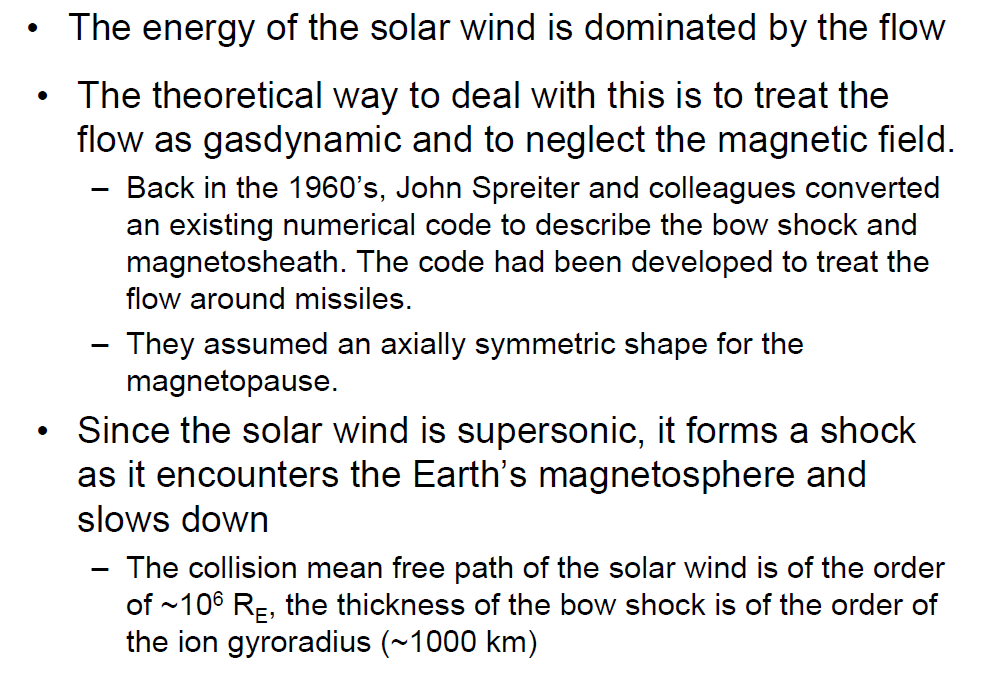 • The energy of the solar wind is dominated by the flow
• The theoretical way to deal with this is to treat the
flow as gasdynamic and to neglect the magnetic field.
– Back in the 1960’s, John Spreiter and colleagues converted
an existing numerical code to describe the bow shock and
magnetosheath. The code had been developed to treat the
flow around missiles.
– They assumed an axially symmetric shape for the
magnetopause.
• Since the solar wind is supersonic, it forms a shock
as it encounters the Earth’s magnetosphere and
slows down
– The collision mean free path of the solar wind is of the order
of ~10⁶ R_E, the thickness of the bow shock is of the order of
the ion gyroradius (~1000 km)